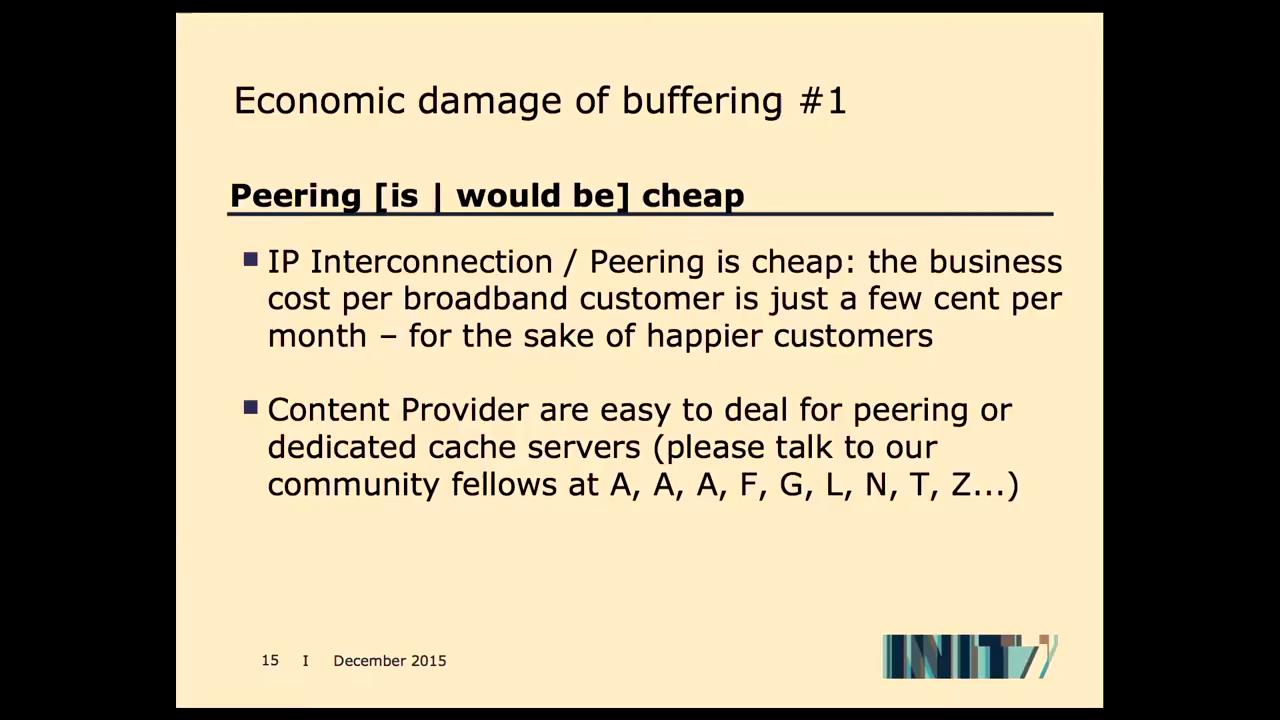 Economic damage of buffering #1
Peering [is | would be] cheap
IP Interconnection / Peering is cheap: the business
cost per broadband customer is just a few cent per
month – for the sake of happier customers
Content Provider are easy to deal for peering or
dedicated cache servers (please talk to our
community fellows at A, A, A, F, G, L, N, T, Z...)
15 I December 2015
INIT7